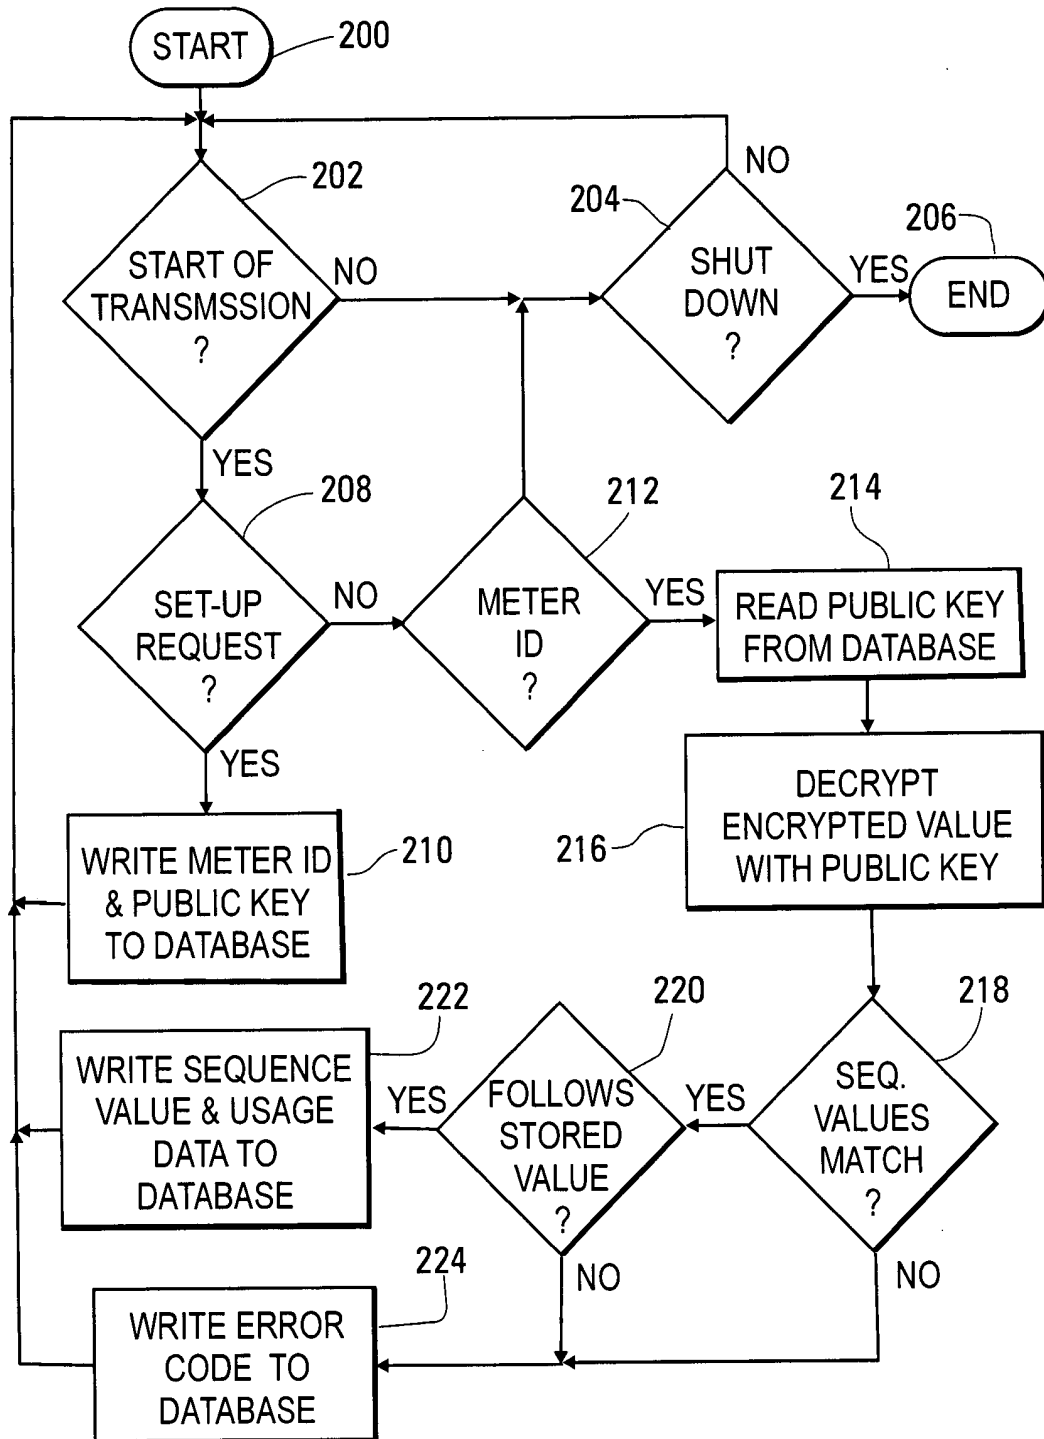 START
200
202
START OF
TRANSMSSION
?
NO
YES
204
SHUT
DOWN
?
NO
YES
206
END
208
SET-UP
REQUEST
?
NO
YES
212
METER
ID
?
YES
214
READ PUBLIC KEY
FROM DATABASE
WRITE METER ID
& PUBLIC KEY
TO DATABASE
210
216
DECRYPT
ENCRYPTED VALUE
WITH PUBLIC KEY
218
SEQ.
VALUES
MATCH
?
YES
NO
220
FOLLOWS
STORED
VALUE
?
YES
NO
222
WRITE SEQUENCE
VALUE & USAGE
DATA TO
DATABASE
224
WRITE ERROR
CODE TO
DATABASE